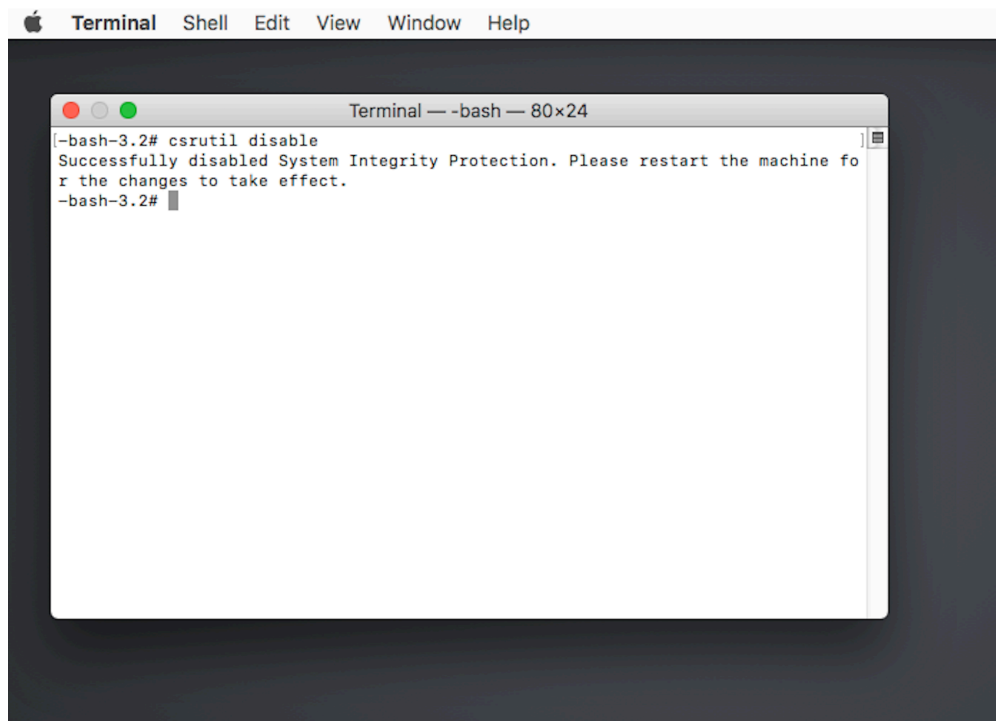 Terminal Shell Edit View Window Help
Terminal — -bash — 80×24
[-bash-3.2# csrutil disable ]
Successfully disabled System Integrity Protection. Please restart the machine fo
r the changes to take effect.
-bash-3.2#